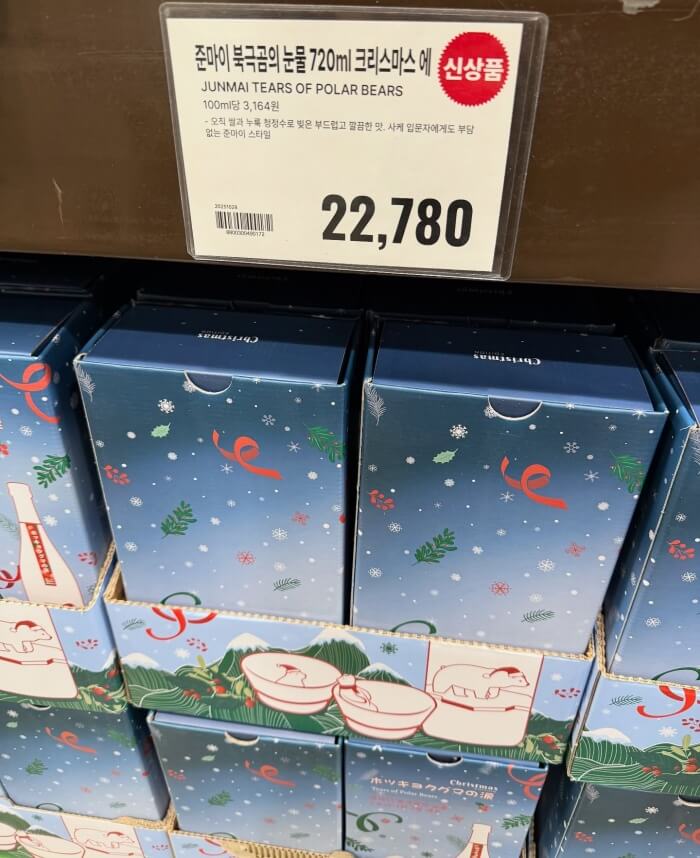 준마이 북극곰의 눈물 720ml 크리스마스 에
신상품
JUNMAI TEARS OF POLAR BEARS
100ml당 3,164원
- 오직 쌀과 누룩 청정수로 빚은 부드럽고 깔끔한 맛. 사케 입문자에게도 부담
없는 준마이 스타일
20251028
8800300495172
22,780
Christmas
EDITION
Christmas
EDITION
Christmas
ホッキョクグマの涙
Tears of Polar Bears